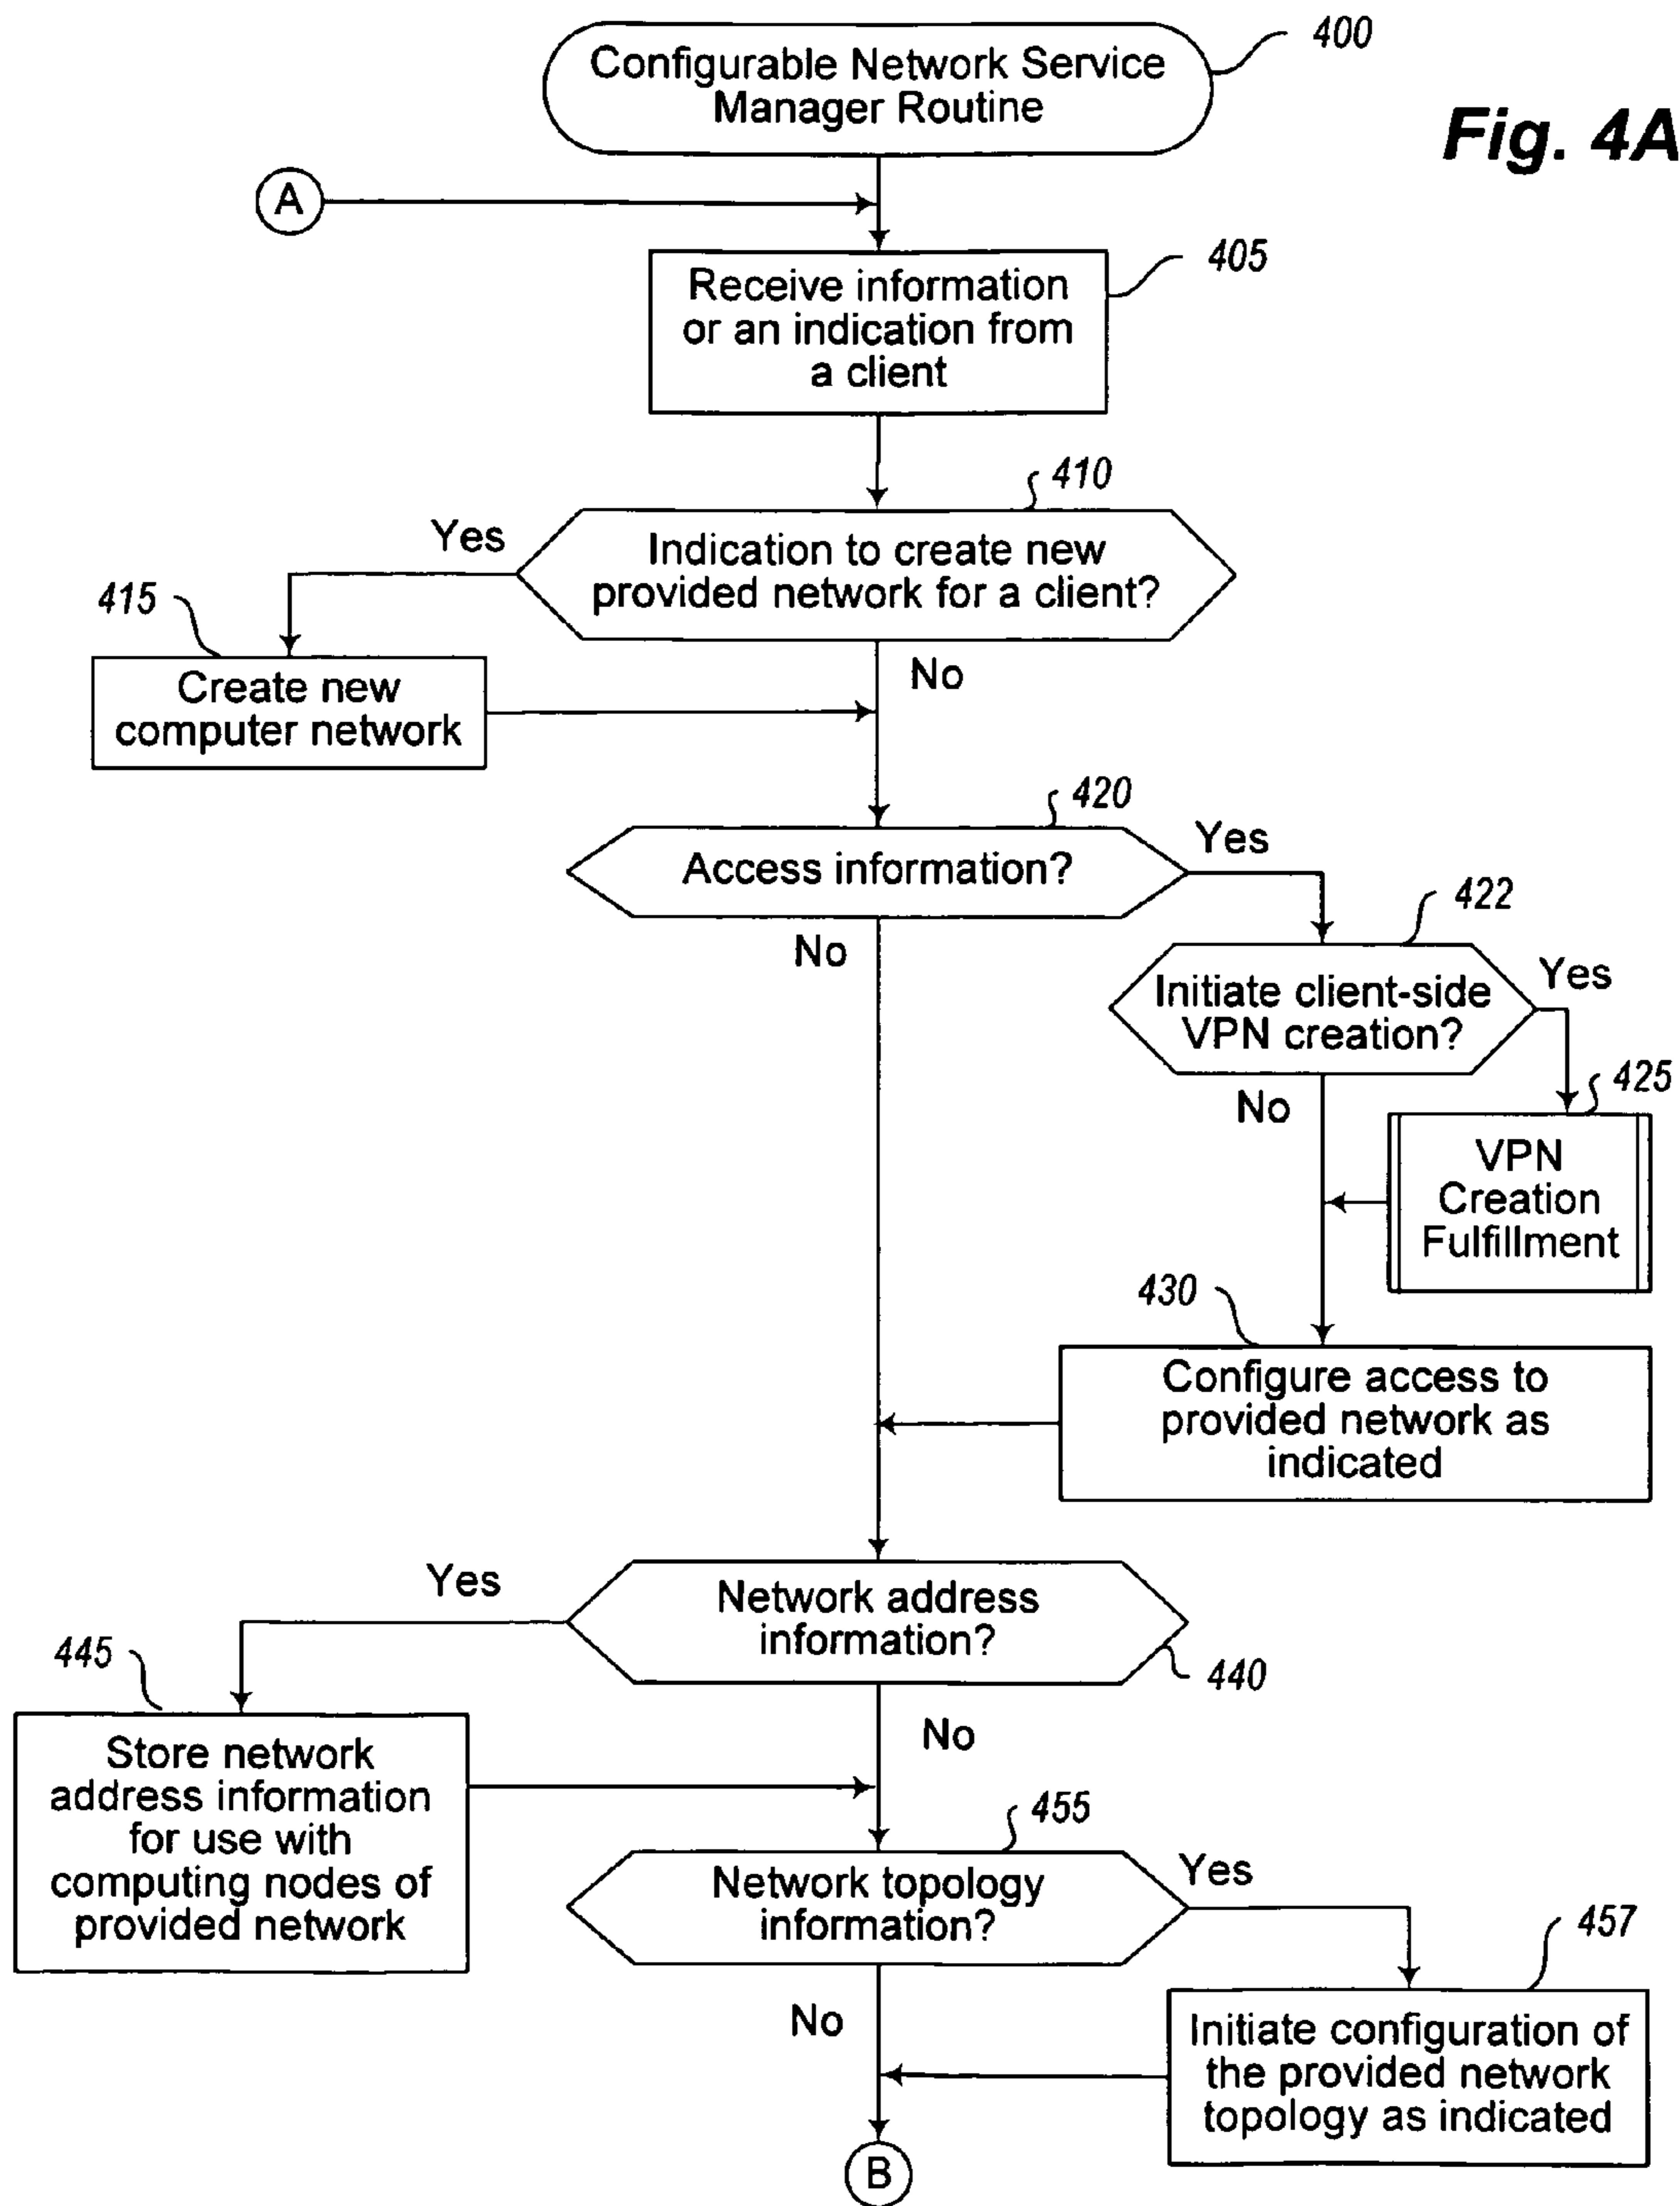 Configurable Network Service
Manager Routine
400
Fig. 4A
A
405
Receive information
or an indication from
a client
410
Yes
Indication to create new
provided network for a client?
415
No
Create new
computer network
420
Yes
Access information?
422
No
Initiate client-side
VPN creation?
Yes
425
No
VPN
Creation
Fulfillment
430
Configure access to
provided network as
indicated
Yes
Network address
information?
445
440
No
Store network
address information
for use with
computing nodes of
provided network
455
Yes
Network topology
information?
457
No
Initiate configuration of
the provided network
topology as indicated
B